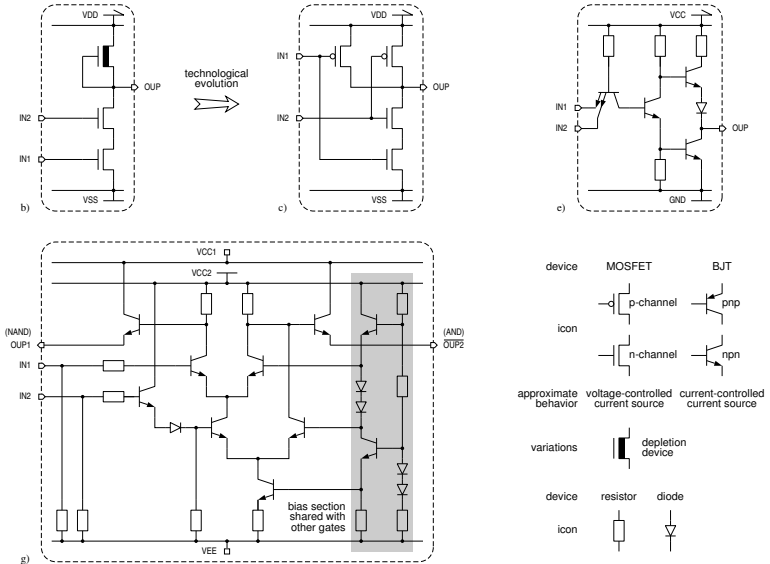 VDD
OUP
IN2
IN1
VSS
b)
technological
evolution
VDD
IN1
OUP
IN2
VSS
c)
VCC
IN1
IN2
OUP
GND
e)
VCC1
VCC2
(NAND)
OUP1
(AND)
OUP2
IN1
IN2
bias section
shared with
other gates
VEE
g)
device MOSFET BJT
p-channel pnp
icon
n-channel npn
approximate voltage-controlled current-controlled
behavior current source current source
variations depletion
device
device resistor diode
icon